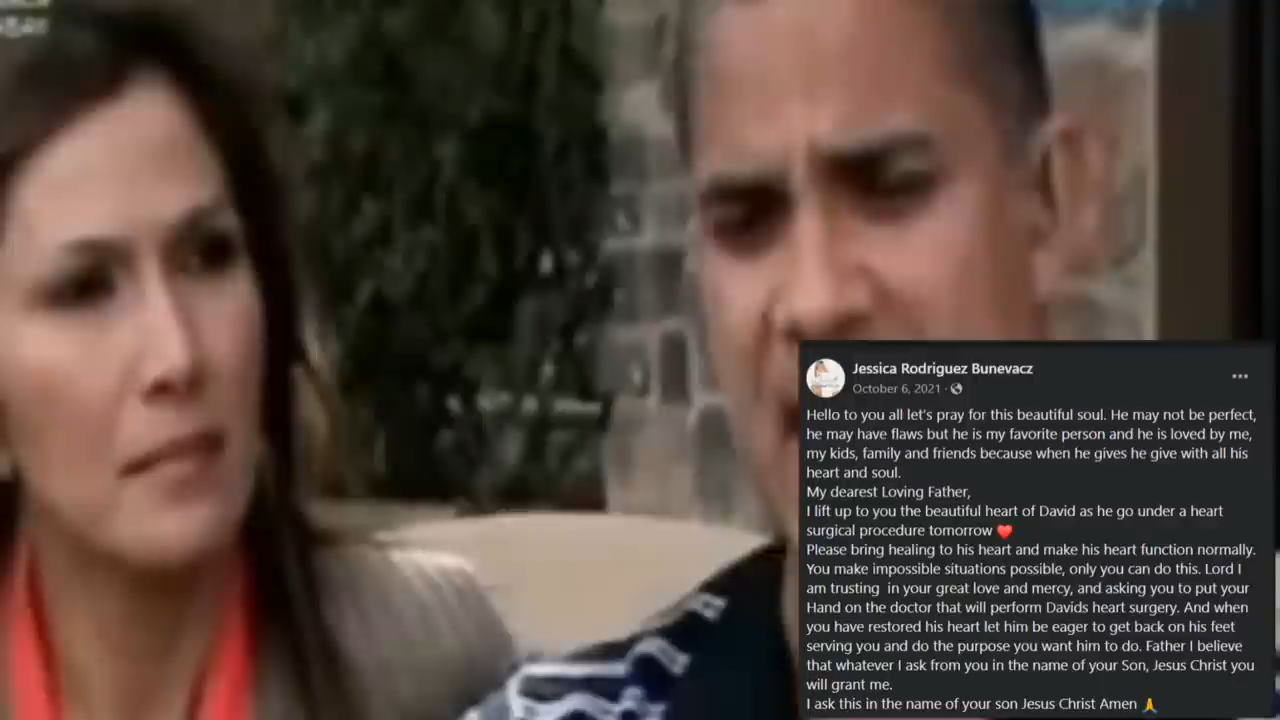 Jessica Rodriguez Bunevacz
October 6, 2021 ·
Hello to you all let's pray for this beautiful soul. He may not be perfect,
he may have flaws but he is my favorite person and he is loved by me,
my kids, family and friends because when he gives he give with all his
heart and soul.
My dearest Loving Father,
I lift up to you the beautiful heart of David as he go under a heart
surgical procedure tomorrow ❤️
Please bring healing to his heart and make his heart function normally.
You make impossible situations possible, only you can do this. Lord I
am trusting  in your great love and mercy, and asking you to put your
Hand on the doctor that will perform Davids heart surgery. And when
you have restored his heart let him be eager to get back on his feet
serving you and do the purpose you want him to do. Father I believe
that whatever I ask from you in the name of your Son, Jesus Christ you
will grant me.
I ask this in the name of your son Jesus Christ Amen 🙏